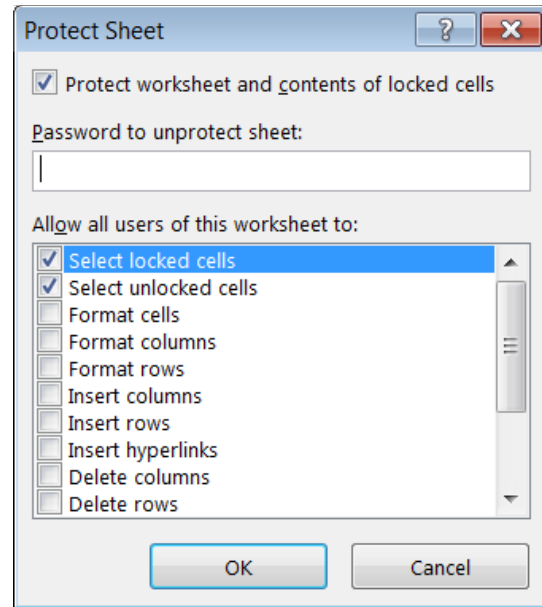 Protect Sheet
Protect worksheet and contents of locked cells
Password to unprotect sheet:
Allow all users of this worksheet to:
Select locked cells
Select unlocked cells
Format cells
Format columns
Format rows
Insert columns
Insert rows
Insert hyperlinks
Delete columns
Delete rows
OK Cancel